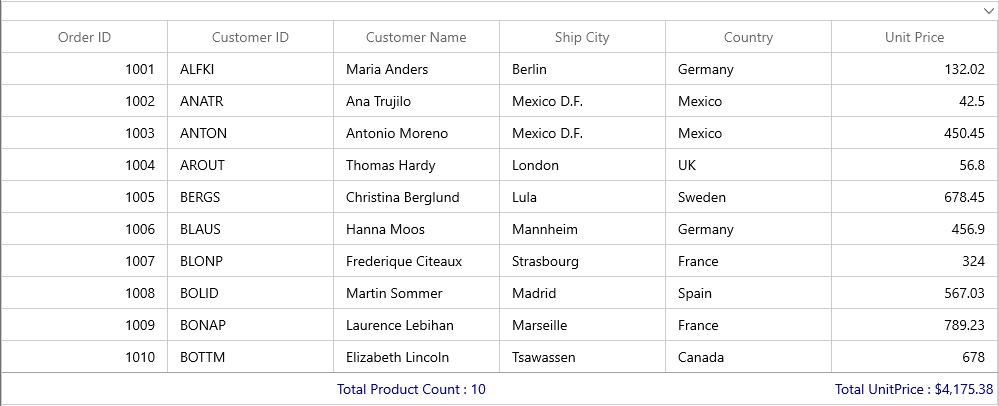 Order ID Customer ID Customer Name Ship City Country Unit Price
1001 ALFKI Maria Anders Berlin Germany 132.02
1002 ANATR Ana Trujilo Mexico D.F. Mexico 42.5
1003 ANTON Antonio Moreno Mexico D.F. Mexico 450.45
1004 AROUT Thomas Hardy London UK 56.8
1005 BERGS Christina Berglund Lula Sweden 678.45
1006 BLAUS Hanna Moos Mannheim Germany 456.9
1007 BLONP Frederique Citeaux Strasbourg France 324
1008 BOLID Martin Sommer Madrid Spain 567.03
1009 BONAP Laurence Lebihan Marseille France 789.23
1010 BOTTM Elizabeth Lincoln Tsawassen Canada 678
Total Product Count : 10 Total UnitPrice : $4,175.38